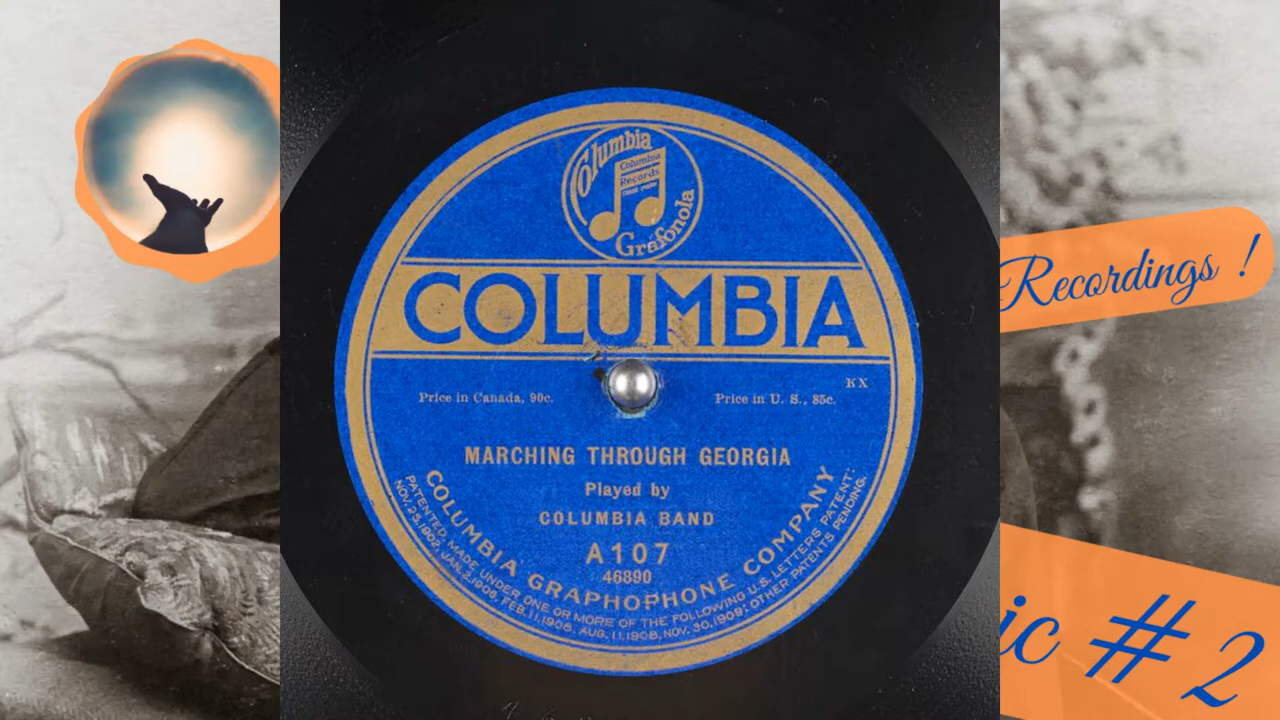 Columbia
Columbia
Records
TRADE MARK
Grafonola
COLUMBIA
KX
Price in Canada, 90c.
Price in U. S., 85c.
MARCHING THROUGH GEORGIA
Played by
COLUMBIA BAND
A107
46890
COLUMBIA GRAPHOPHONE COMPANY
PATENTED. MADE UNDER ONE OR MORE OF THE FOLLOWING U.S. LETTERS PATENT:
NOV. 25, 1902, JAN. 2, 1906, FEB. 11, 1908, AUG. 11, 1908, NOV. 30, 1909; OTHER PATENTS PENDING.
Recordings !
ic # 2